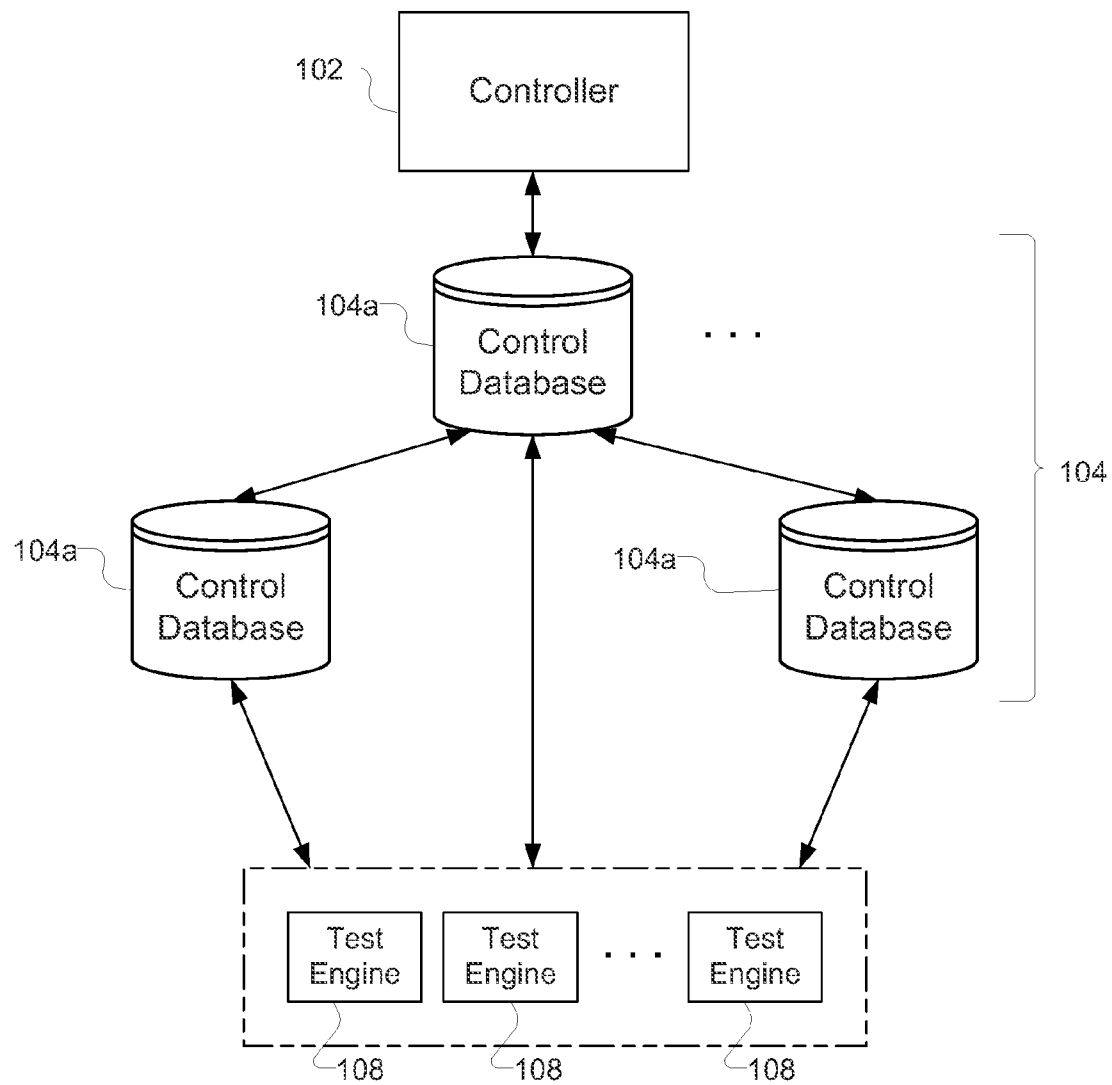 102
Controller
104a
Control
Database
. . .
104
104a
Control
Database
104a
Control
Database
Test
Engine
Test
Engine
. . .
Test
Engine
108
108
108